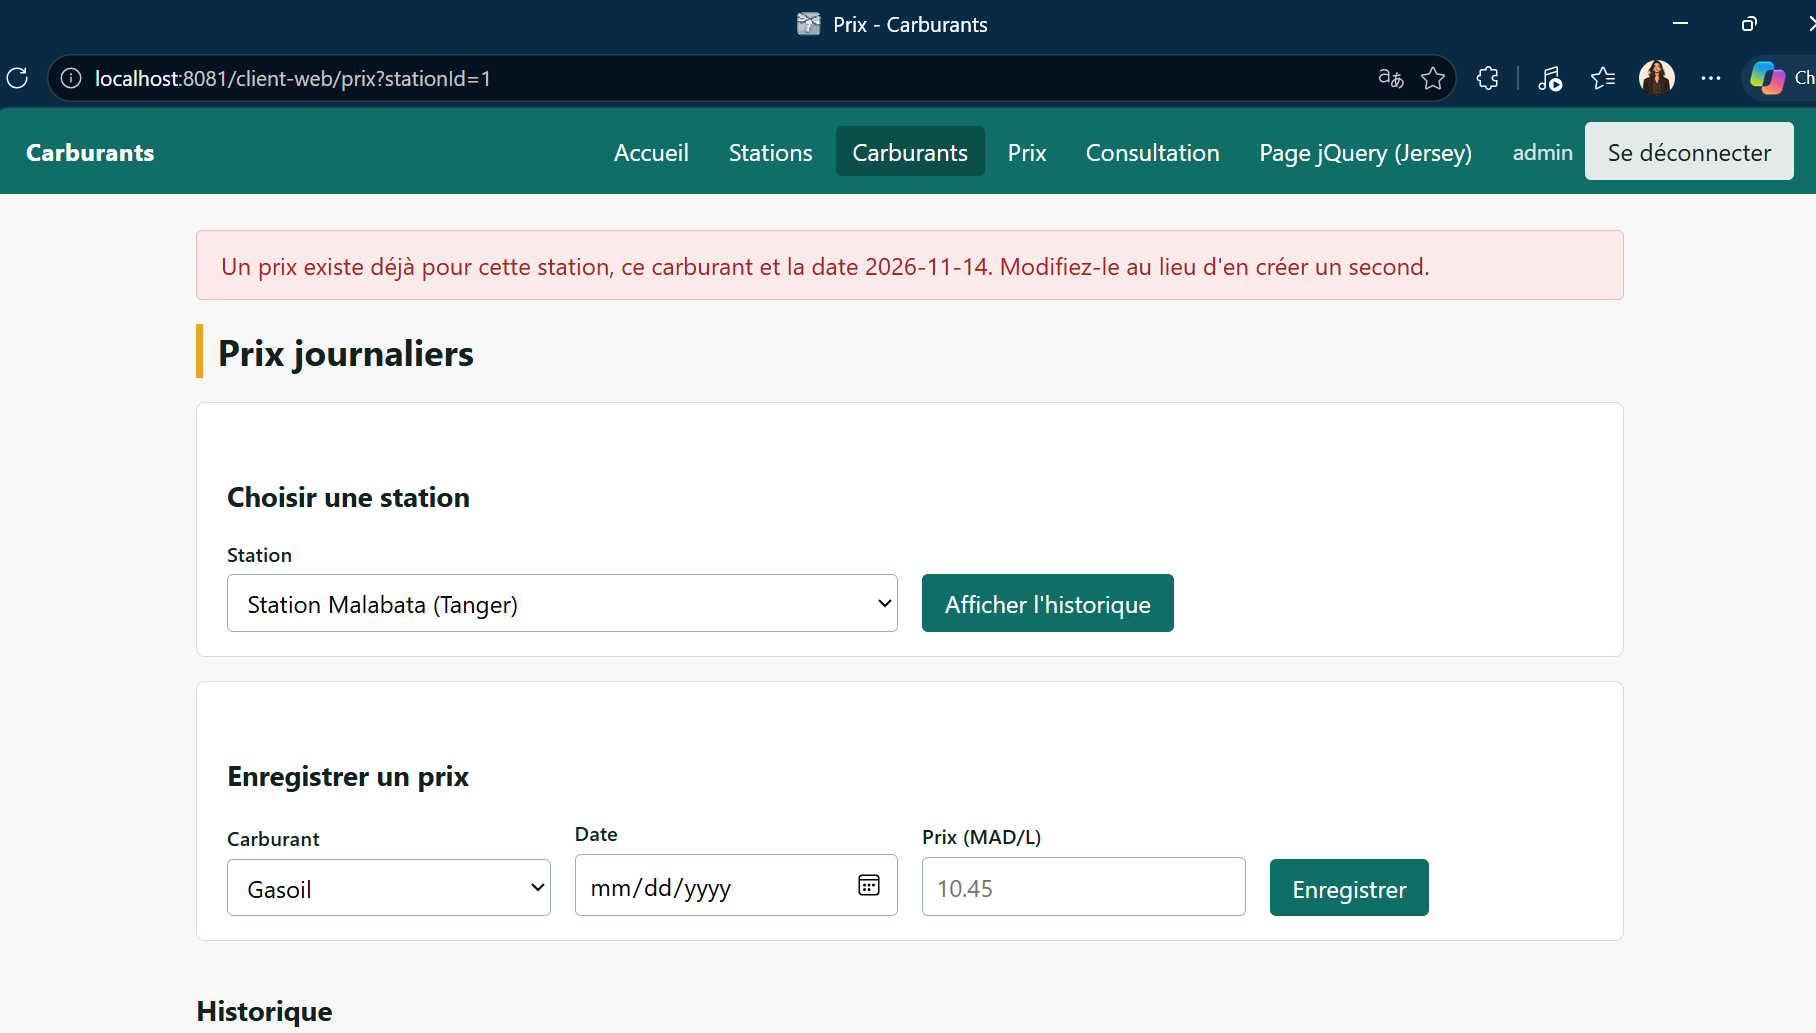 Prix - Carburants
localhost:8081/client-web/prix?stationId=1
Carburants Accueil Stations Carburants Prix Consultation Page jQuery (Jersey) admin Se déconnecter
Un prix existe déjà pour cette station, ce carburant et la date 2026-11-14. Modifiez-le au lieu d'en créer un second.
Prix journaliers
Choisir une station
Station
Station Malabata (Tanger) Afficher l'historique
Enregistrer un prix
Carburant Date Prix (MAD/L)
Gasoil mm/dd/yyyy 10.45 Enregistrer
Historique